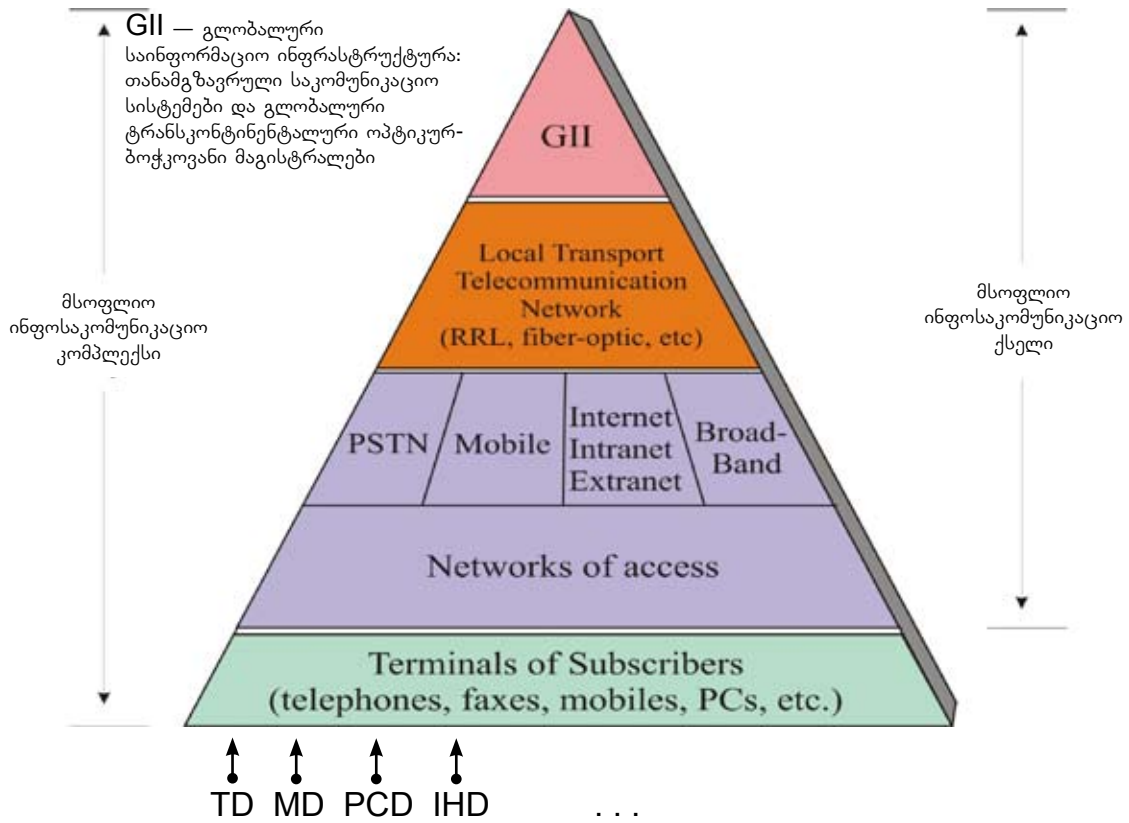 GII — გლობალური
საინფორმაციო ინფრასტრუქტურა:
თანამგზავრული საკომუნიკაციო
სისტემები და გლობალური
ტრანსკონტინენტალური ოპტიკურ-
ბოჭკოვანი მაგისტრალები
GII
Local Transport
Telecommunication
Network
(RRL, fiber-optic, etc)
მსოფლიო
ინფოსაკომუნიკაციო
კომპლექსი
მსოფლიო
ინფოსაკომუნიკაციო
ქსელი
PSTN
Mobile
Internet
Intranet
Extranet
Broad-
Band
Networks of access
Terminals of Subscribers
(telephones, faxes, mobiles, PCs, etc.)
TD MD PCD IHD . . .